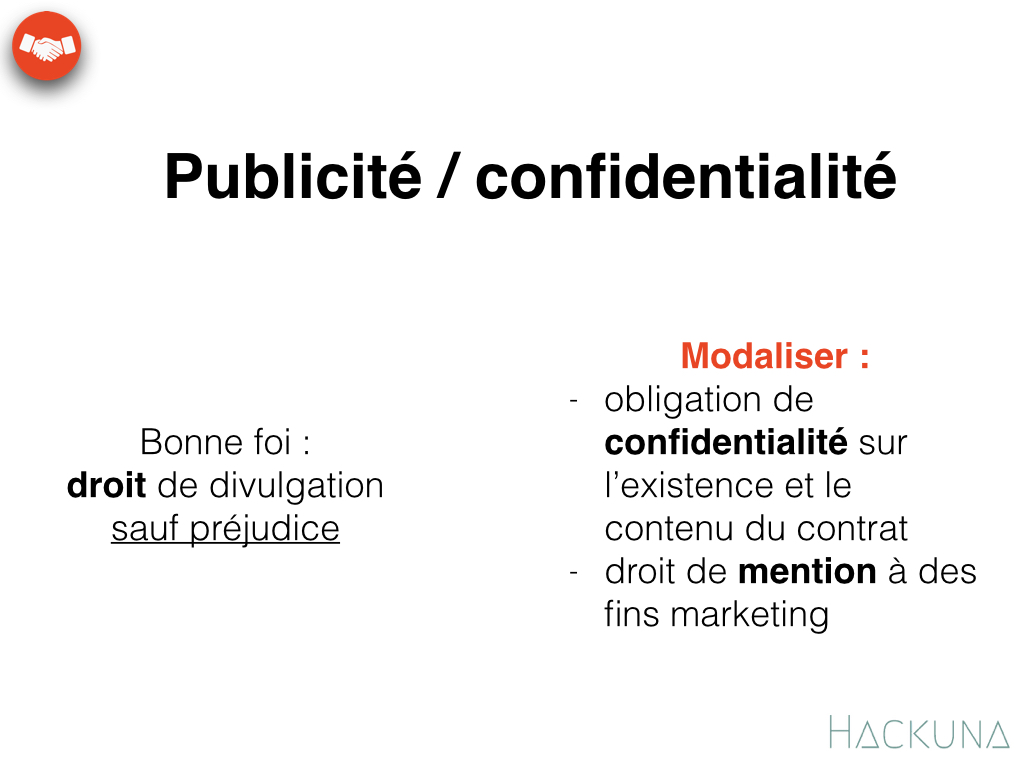 Publicité / confidentialité
Bonne foi :
droit de divulgation
sauf préjudice
Modaliser :
- obligation de
confidentialité sur
l’existence et le
contenu du contrat
- droit de mention à des
fins marketing
HACKUNA